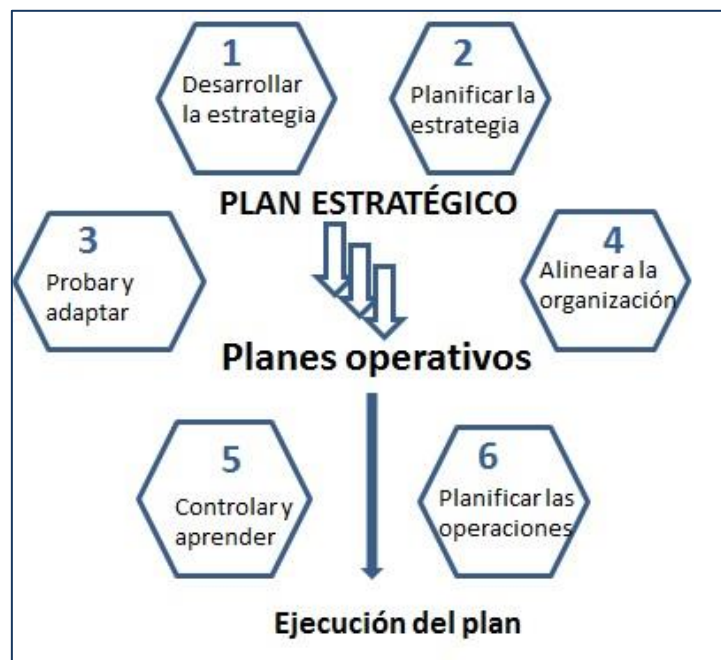 1
Desarrollar
la estrategia
2
Planificar la
estrategia
PLAN ESTRATÉGICO
3
Probar y
adaptar
4
Alinear a la
organización
Planes operativos
5
Controlar y
aprender
6
Planificar las
operaciones
Ejecución del plan